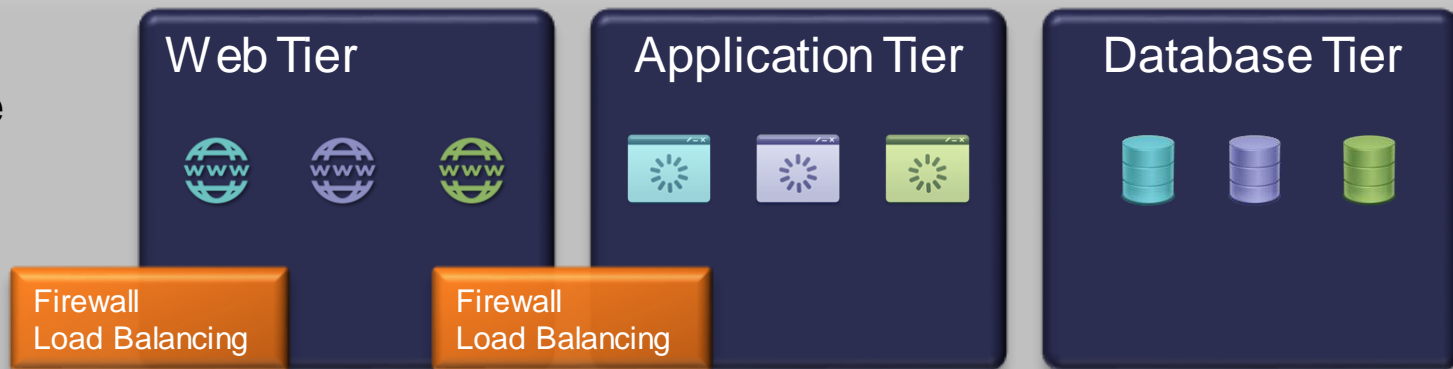 Web Tier
Application Tier
Database Tier
e
www
www
www
Firewall
Load Balancing
Firewall
Load Balancing